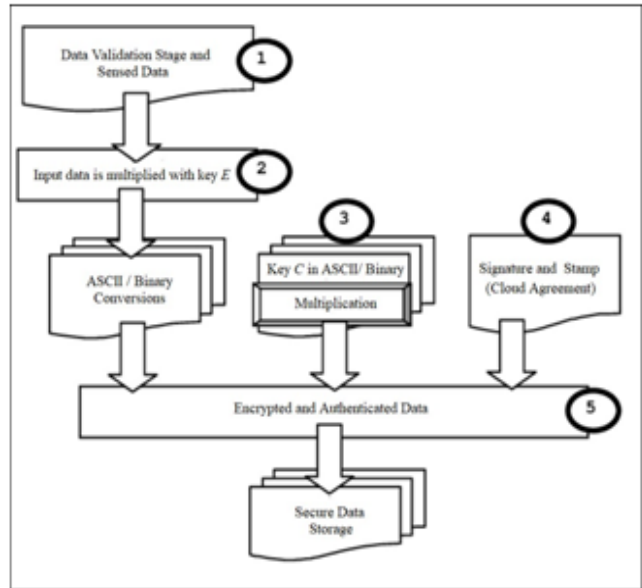 Data Validation Stage and
Sensed Data
1
Input data is multiplied with key E
2
3
4
ASCII / Binary
Conversions
Key C in ASCII/ Binary
Multiplication
Signature and Stamp
(Cloud Agreement)
Encrypted and Authenticated Data
5
Secure Data
Storage